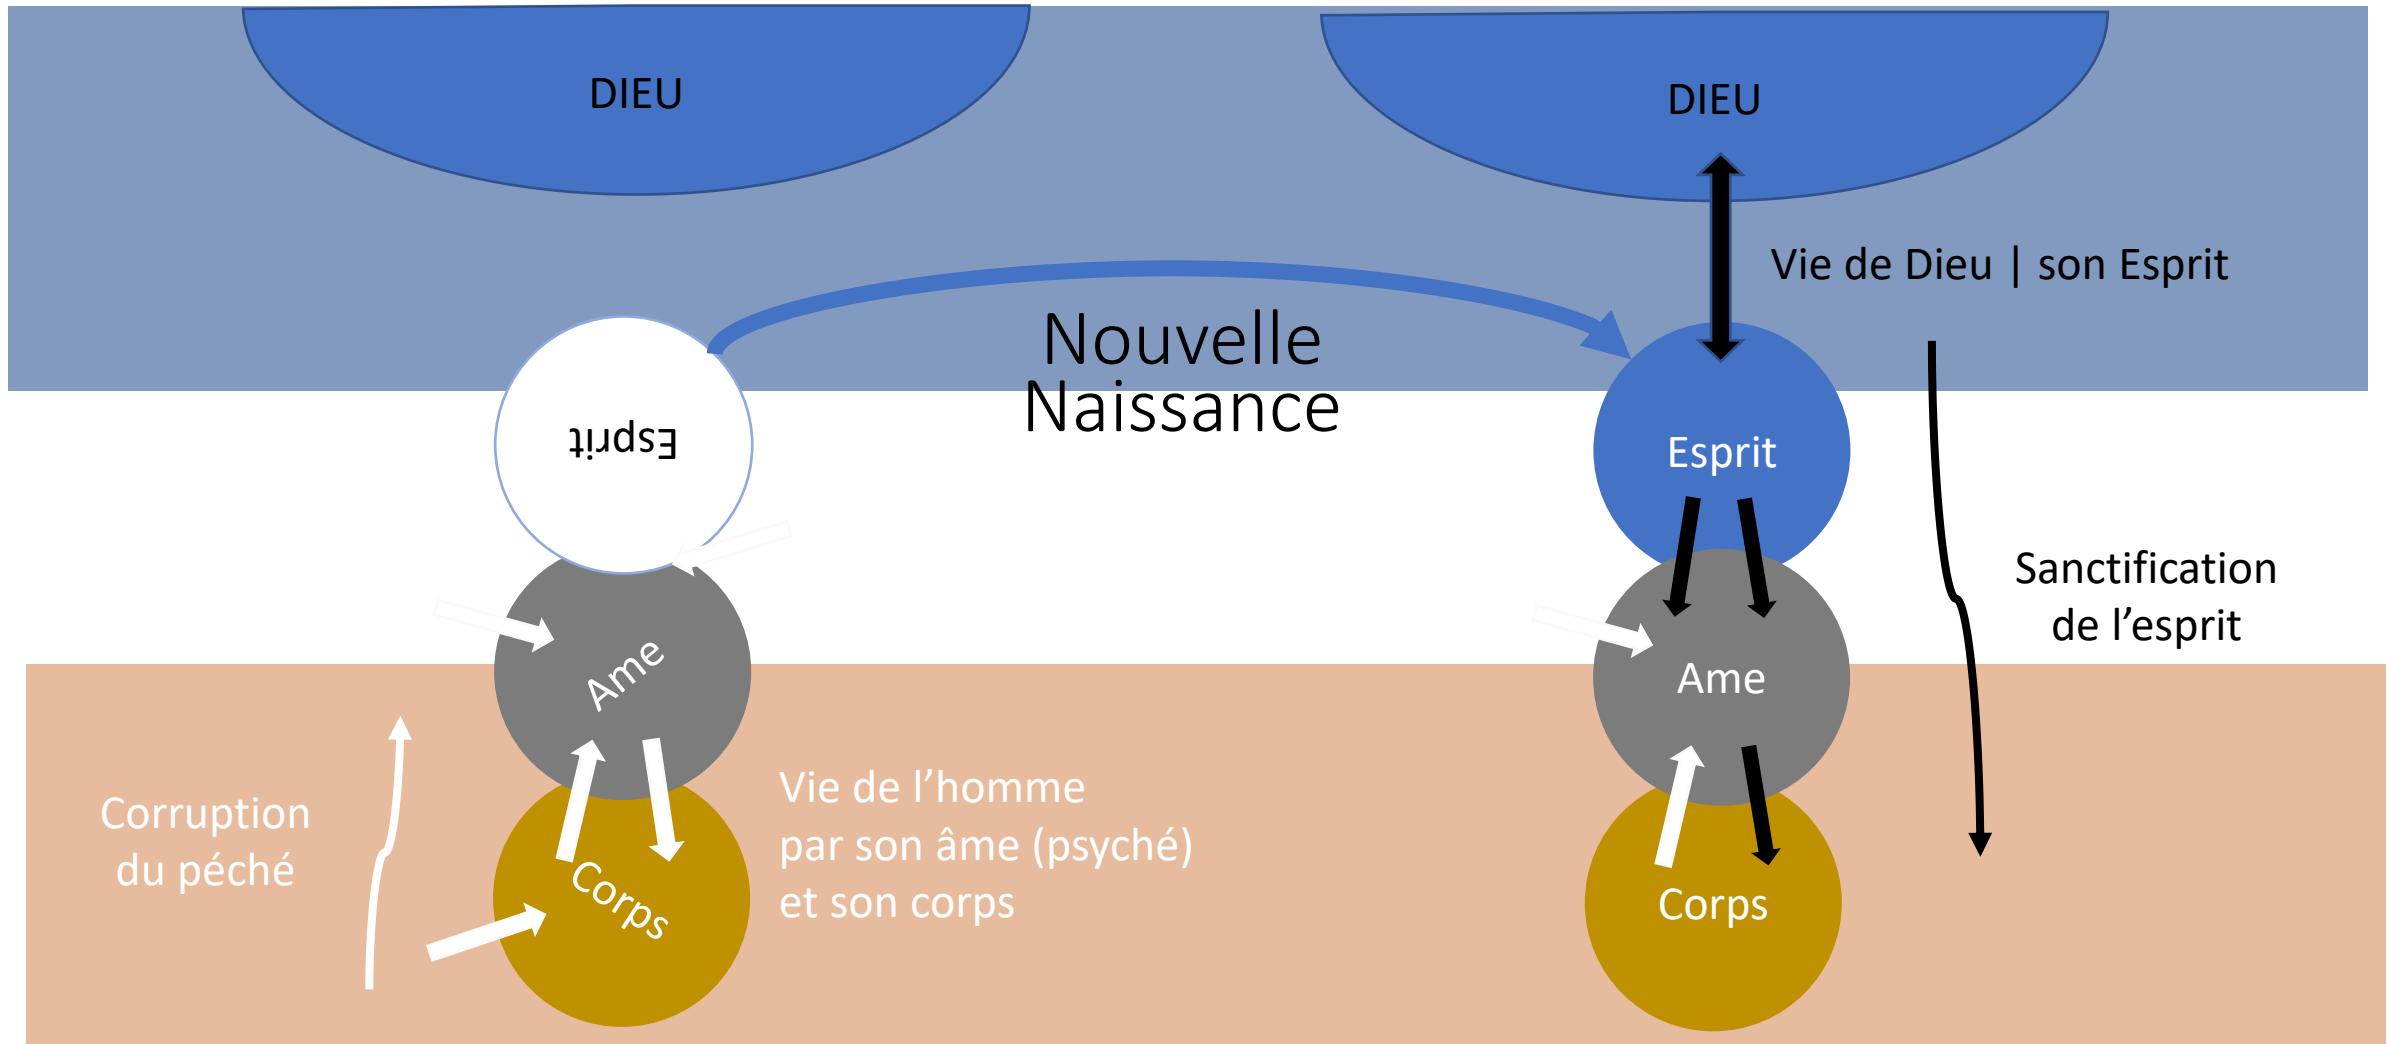 DIEU
DIEU
Vie de Dieu | son Esprit
Nouvelle
Naissance
Esprit
Esprit
Sanctification
de l’esprit
Ame
Ame
Corruption
du péché
Vie de l’homme
par son âme (psyché)
et son corps
Corps
Corps